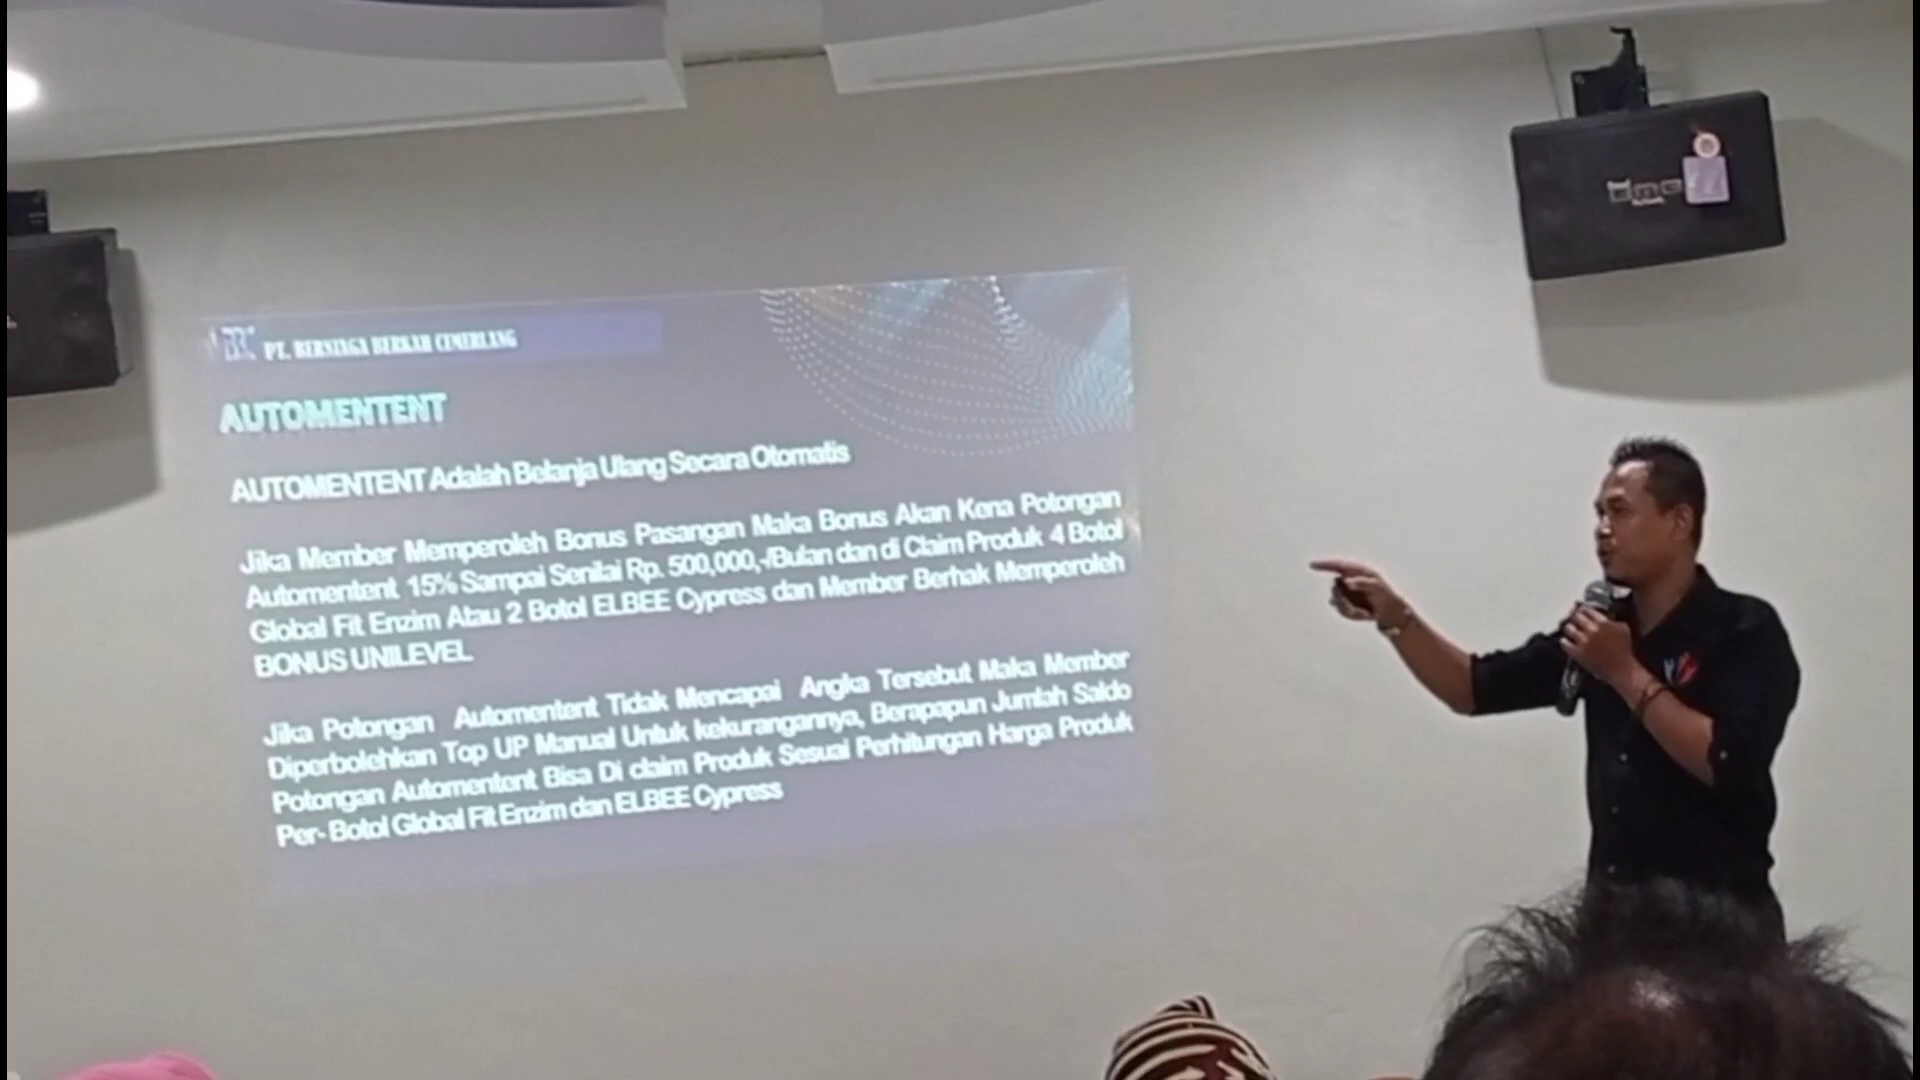 PT. BERNIAGA BERKAH CEMERLANG
AUTOMENTENT
AUTOMENTENT Adalah Belanja Ulang Secara Otomatis
Jika Member Memperoleh Bonus Pasangan Maka Bonus Akan Kena Potongan
Automentent 15% Sampai Senilai Rp. 500,000,-/Bulan dan di Claim Produk 4 Botol
Global Fit Enzim Atau 2 Botol ELBEE Cypress dan Member Berhak Memperoleh
BONUS UNILEVEL
Jika Potongan Automentent Tidak Mencapai Angka Tersebut Maka Member
Diperbolehkan Top UP Manual Untuk kekurangannya, Berapapun Jumlah Saldo
Potongan Automentent Bisa Di claim Produk Sesuai Perhitungan Harga Produk
Per- Botol Global Fit Enzim dan ELBEE Cypress